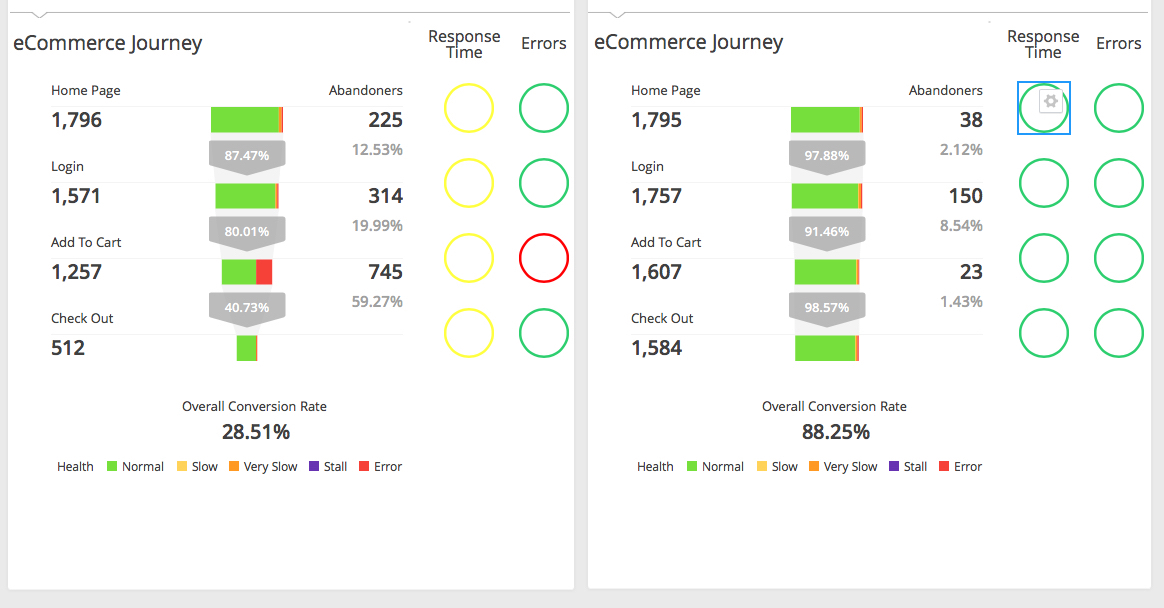 eCommerce Journey
Response Time
Errors
Home Page
Abandoners
1,796
225
87.47%
12.53%
Login
1,571
314
80.01%
19.99%
Add To Cart
1,257
745
40.73%
59.27%
Check Out
512
Overall Conversion Rate
28.51%
Health Normal Slow Very Slow Stall Error
eCommerce Journey
Response Time
Errors
Home Page
Abandoners
1,795
38
97.88%
2.12%
Login
1,757
150
91.46%
8.54%
Add To Cart
1,607
23
98.57%
1.43%
Check Out
1,584
Overall Conversion Rate
88.25%
Health Normal Slow Very Slow Stall Error